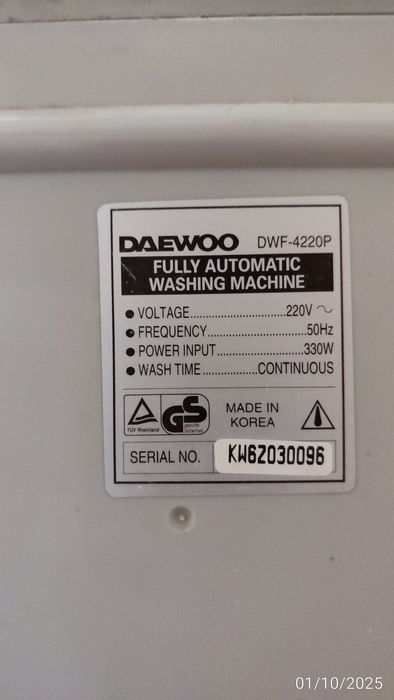 DAEWOO DWF-4220P
FULLY AUTOMATIC
WASHING MACHINE
● VOLTAGE........................220V ～
● FREQUENCY.........................50Hz
● POWER INPUT......................330W
● WASH TIME..............CONTINUOUS
TÜV Rheinland
GS
geprüfte
Sicherheit
MADE IN
KOREA
SERIAL NO. KW6Z030096
01/10/2025